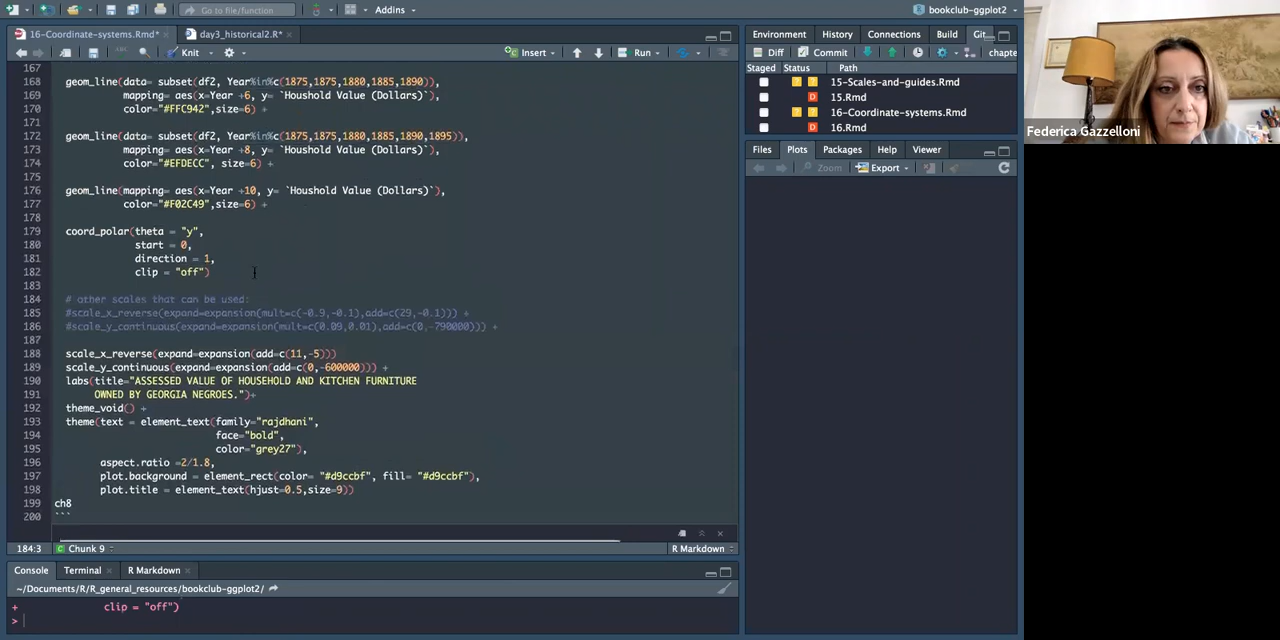 Go to file/function
Addins
bookclub-ggplot2
16-Coordinate-systems.Rmd*
day3_historical2.R*
Knit
Insert
Run
167
168 geom_line(data= subset(df2, Year%in%c(1875,1875,1880,1885,1890)),
169 mapping= aes(x=Year +6, y= `Houshold Value (Dollars)`),
170 color="#FFC942",size=6) +
171
172 geom_line(data= subset(df2, Year%in%c(1875,1875,1880,1885,1890,1895)),
173 mapping= aes(x=Year +8, y= `Houshold Value (Dollars)`),
174 color="#EFDECC", size=6) +
175
176 geom_line(mapping= aes(x=Year +10, y= `Houshold Value (Dollars)`),
177 color="#F02C49",size=6) +
178
179 coord_polar(theta = "y",
180 start = 0,
181 direction = 1,
182 clip = "off")
183
184 # other scales that can be used:
185 #scale_x_reverse(expand=expansion(mult=c(-0.9,-0.1),add=c(29,-0.1))) +
186 #scale_y_continuous(expand=expansion(mult=c(0.09,0.01),add=c(0,-790000))) +
187
188 scale_x_reverse(expand=expansion(add=c(11,-5)))
189 scale_y_continuous(expand=expansion(add=c(0,-600000))) +
190 labs(title="ASSESSED VALUE OF HOUSEHOLD AND KITCHEN FURNITURE
191 OWNED BY GEORGIA NEGROES.")+
192 theme_void() +
193 theme(text = element_text(family="rajdhani",
194 face="bold",
195 color="grey27"),
196 aspect.ratio =2/1.8,
197 plot.background = element_rect(color= "#d9ccbf", fill= "#d9ccbf"),
198 plot.title = element_text(hjust=0.5,size=9))
199 ch8
200 ```
184:3 Chunk 9 R Markdown
Console Terminal R Markdown
~/Documents/R/R_general_resources/bookclub-ggplot2/
+ clip = "off")
>
Environment History Connections Build Git
Diff Commit chapte
Staged Status Path
? ? 15-Scales-and-guides.Rmd
D 15.Rmd
? ? 16-Coordinate-systems.Rmd
D 16.Rmd
Files Plots Packages Help Viewer
Zoom Export
Federica Gazzelloni